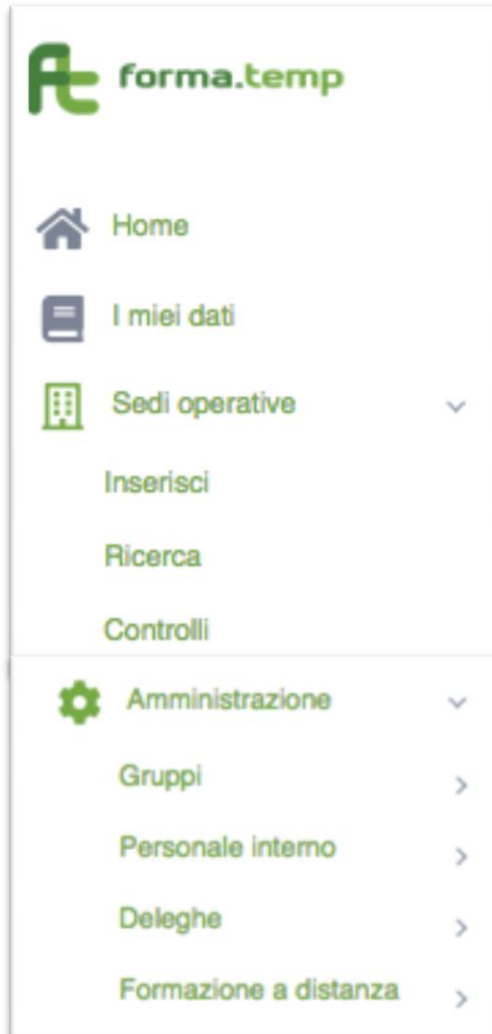 forma.temp
Home
I miei dati
Sedi operative
Inserisci
Ricerca
Controlli
Amministrazione
Gruppi
Personale interno
Deleghe
Formazione a distanza